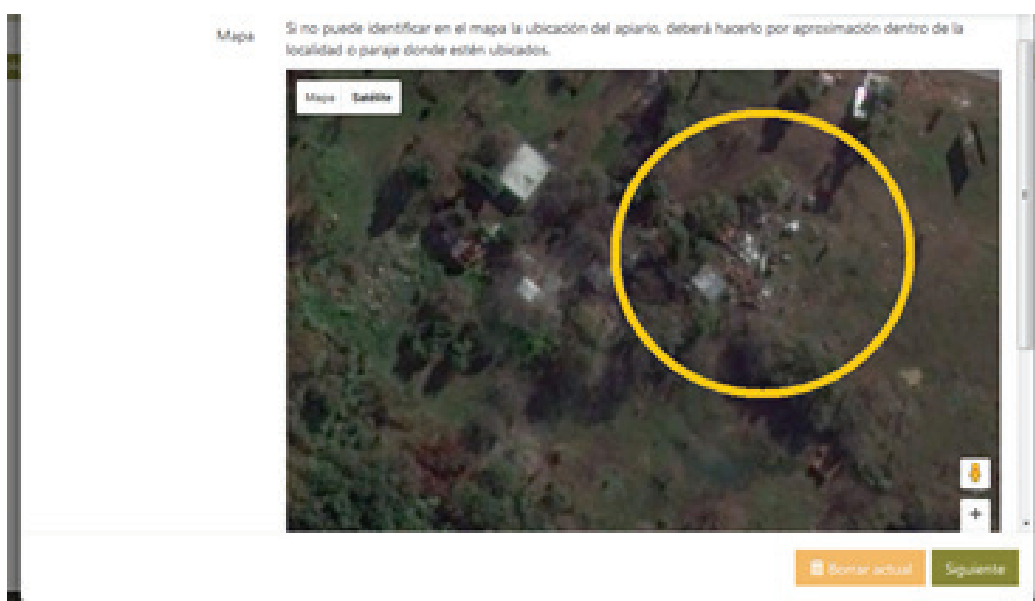 Mapa
Si no puede identificar en el mapa la ubicación del apiario, deberá hacerlo por aproximación dentro de la
localidad o paraje donde estén ubicados.
Mapa Satélite
Borrar actual
Siguiente